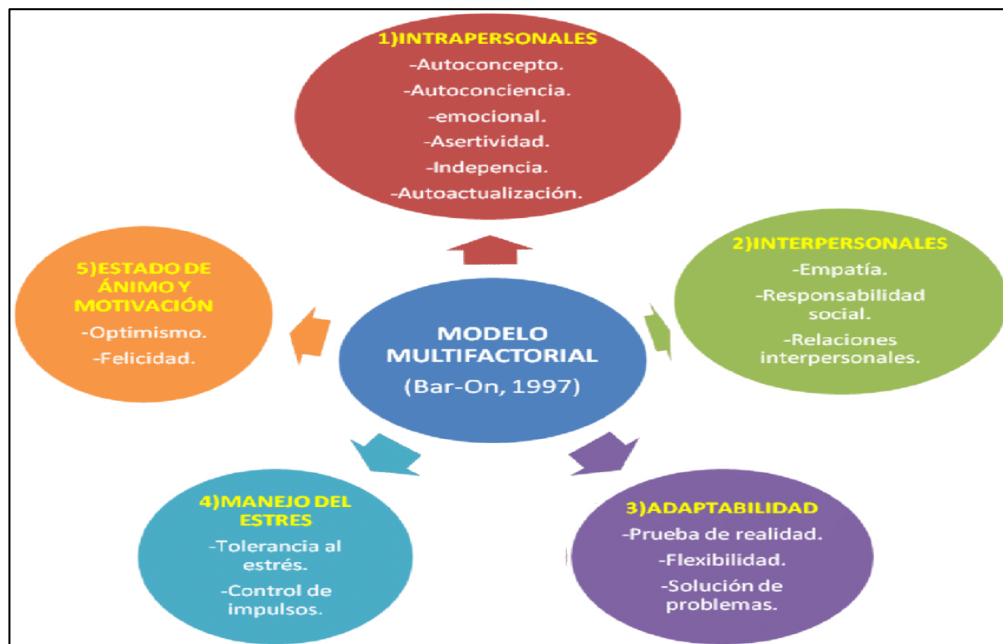 1)INTRAPERSONALES
-Autoconcepto.
-Autoconciencia.
-emocional.
-Asertividad.
-Indepencia.
-Autoactualización.
2)INTERPERSONALES
-Empatía.
-Responsabilidad
social.
-Relaciones
interpersonales.
3)ADAPTABILIDAD
-Prueba de realidad.
-Flexibilidad.
-Solución de
problemas.
4)MANEJO DEL
ESTRES
-Tolerancia al
estrés.
-Control de
impulsos.
5)ESTADO DE
ÁNIMO Y
MOTIVACIÓN
-Optimismo.
-Felicidad.
MODELO
MULTIFACTORIAL
(Bar-On, 1997)